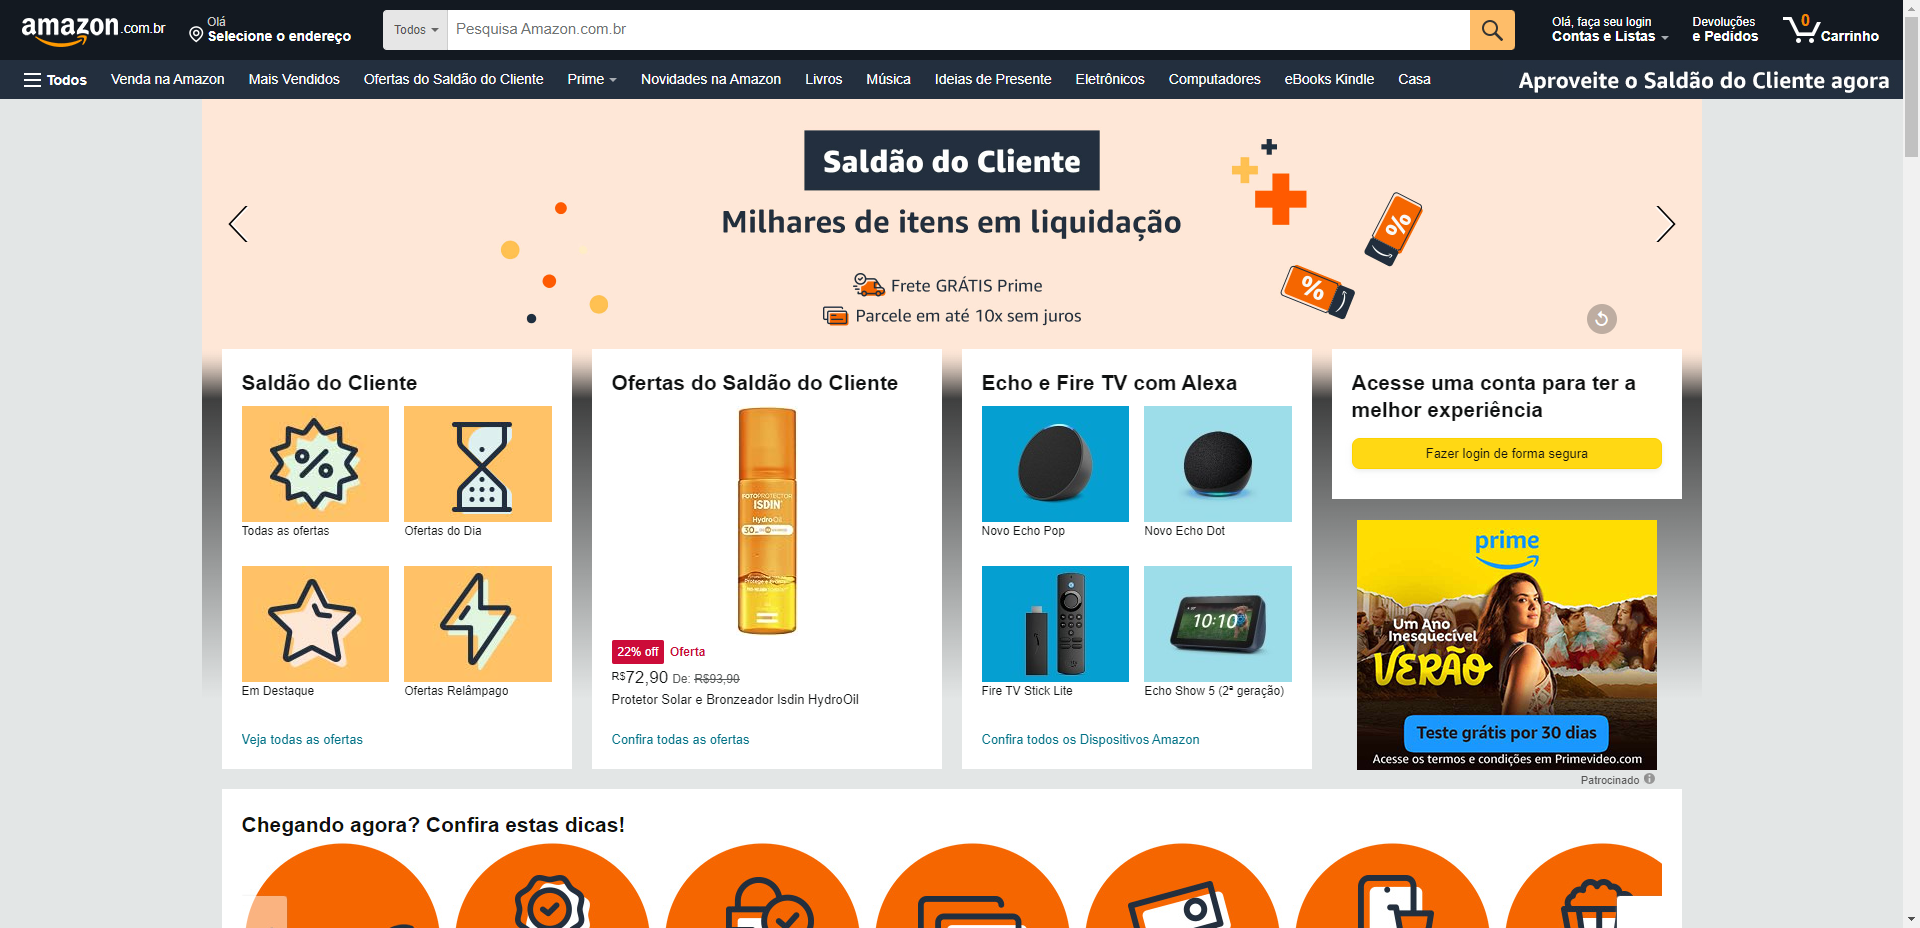 amazon.com.br
Olá
Selecione o endereço
Todos
Pesquisa Amazon.com.br
Olá, faça seu login
Contas e Listas
Devoluções
e Pedidos
0
Carrinho
Todos
Venda na Amazon
Mais Vendidos
Ofertas do Saldão do Cliente
Prime
Novidades na Amazon
Livros
Música
Ideias de Presente
Eletrônicos
Computadores
eBooks Kindle
Casa
Aproveite o Saldão do Cliente agora
Saldão do Cliente
Milhares de itens em liquidação
%
%
Frete GRÁTIS Prime
Parcele em até 10x sem juros
Saldão do Cliente
%
Todas as ofertas
Ofertas do Dia
Em Destaque
Ofertas Relâmpago
Veja todas as ofertas
Ofertas do Saldão do Cliente
FOTOPROTECTOR
ISDIN
HydroOil
30
22% off Oferta
R$72,90 De: R$93,90
Protetor Solar e Bronzeador Isdin HydroOil
Confira todas as ofertas
Echo e Fire TV com Alexa
Novo Echo Pop
Novo Echo Dot
Fire TV Stick Lite
10:10
Echo Show 5 (2ª geração)
Confira todos os Dispositivos Amazon
Acesse uma conta para ter a
melhor experiência
Fazer login de forma segura
prime
Um Ano
Inesquecível
VERÃO
Teste grátis por 30 dias
Acesse os termos e condições em Primevideo.com
Patrocinado
Chegando agora? Confira estas dicas!